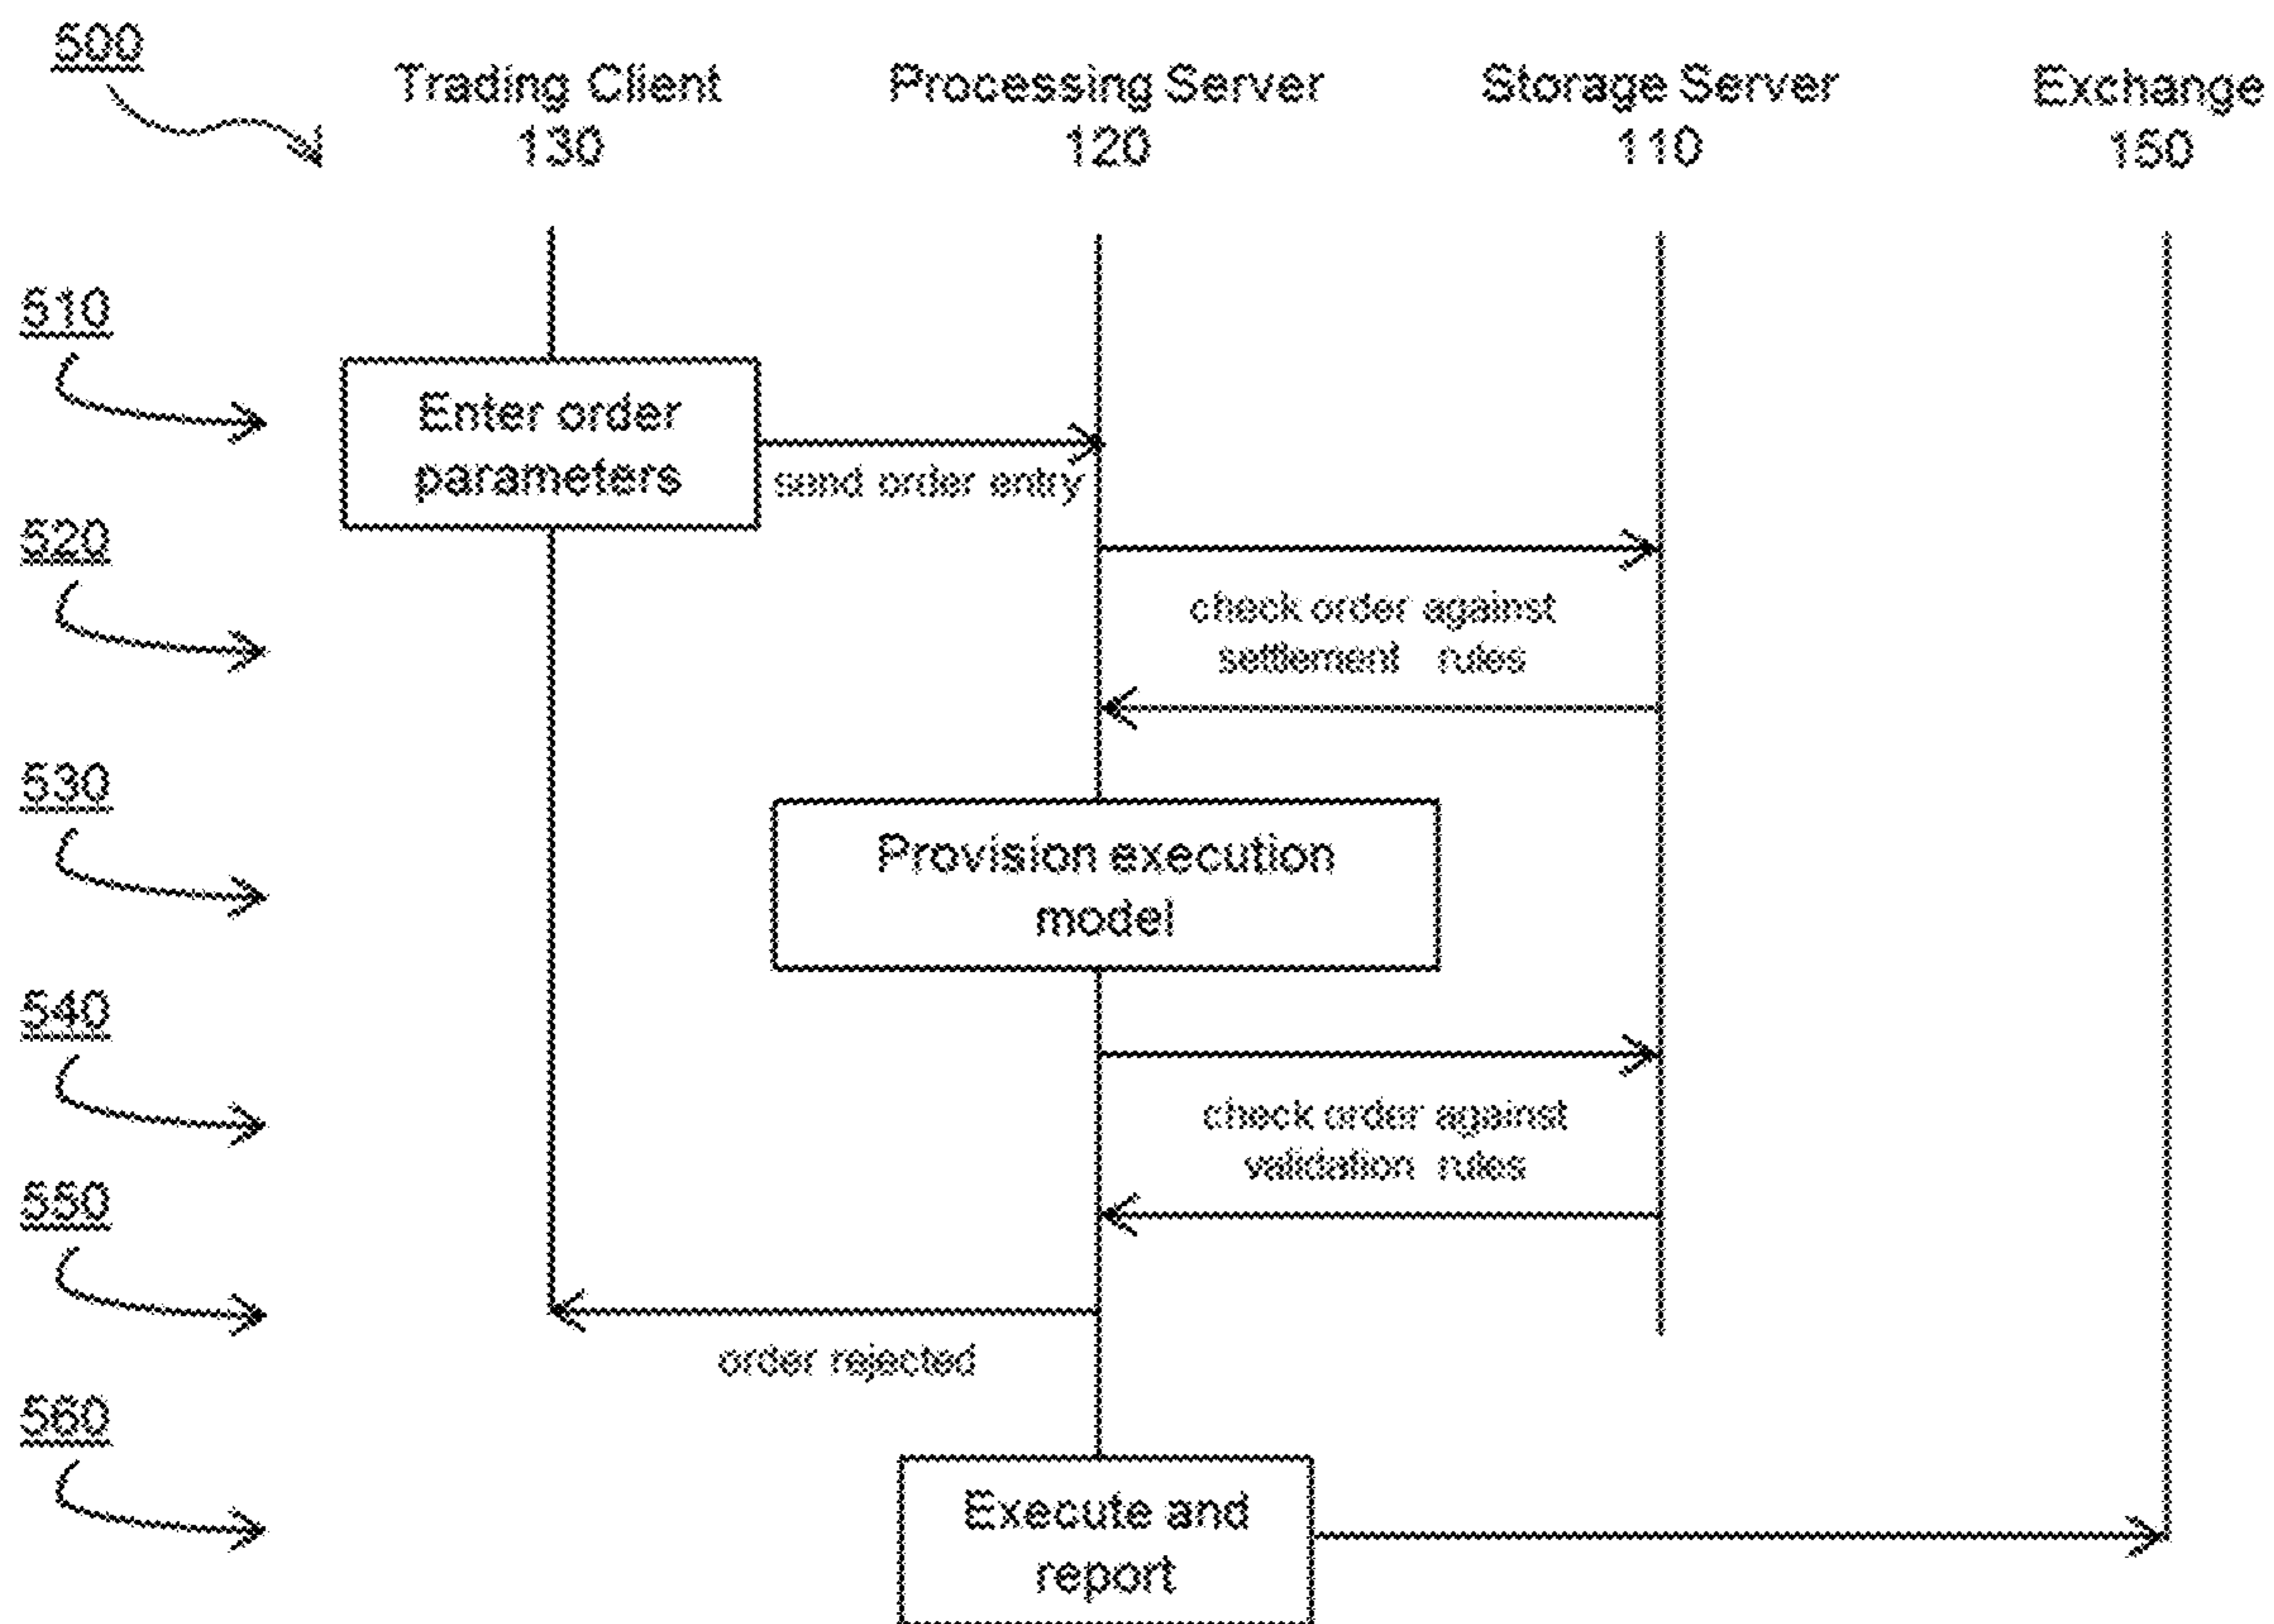 500
Trading Client
130
Processing Server
120
Storage Server
110
Exchange
150
510
Enter order
parameters
send order entry
520
check order against
settlement rules
530
Provision execution
model
540
check order against
validation rules
550
order rejected
560
Execute and
report